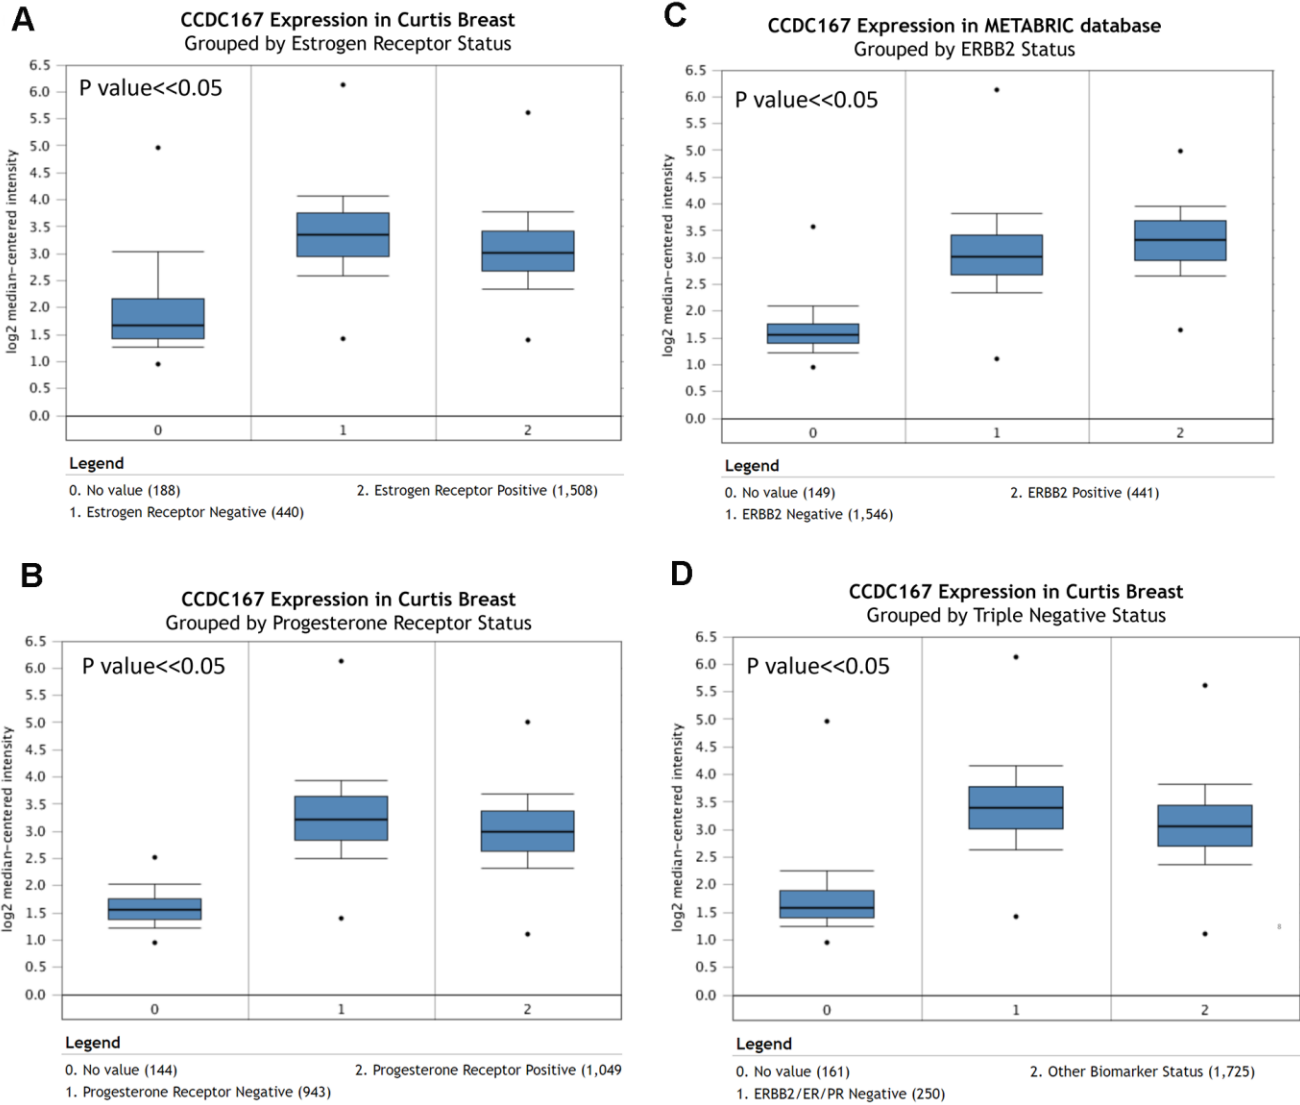 A
CCDC167 Expression in Curtis Breast
Grouped by Estrogen Receptor Status
P value<<0.05
log2 median-centered intensity
6.5
6.0
5.5
5.0
4.5
4.0
3.5
3.0
2.5
2.0
1.5
1.0
0.5
0.0
0 1 2
Legend
0. No value (188) 2. Estrogen Receptor Positive (1,508)
1. Estrogen Receptor Negative (440)
C
CCDC167 Expression in METABRIC database
Grouped by ERBB2 Status
P value<<0.05
log2 median-centered intensity
6.5
6.0
5.5
5.0
4.5
4.0
3.5
3.0
2.5
2.0
1.5
1.0
0.5
0.0
0 1 2
Legend
0. No value (149) 2. ERBB2 Positive (441)
1. ERBB2 Negative (1,546)
B
CCDC167 Expression in Curtis Breast
Grouped by Progesterone Receptor Status
P value<<0.05
log2 median-centered intensity
6.5
6.0
5.5
5.0
4.5
4.0
3.5
3.0
2.5
2.0
1.5
1.0
0.5
0.0
0 1 2
Legend
0. No value (144) 2. Progesterone Receptor Positive (1,049
1. Progesterone Receptor Negative (943)
D
CCDC167 Expression in Curtis Breast
Grouped by Triple Negative Status
P value<<0.05
log2 median-centered intensity
6.5
6.0
5.5
5.0
4.5
4.0
3.5
3.0
2.5
2.0
1.5
1.0
0.5
0.0
0 1 2
Legend
0. No value (161) 2. Other Biomarker Status (1,725)
1. ERBB2/ER/PR Negative (250)